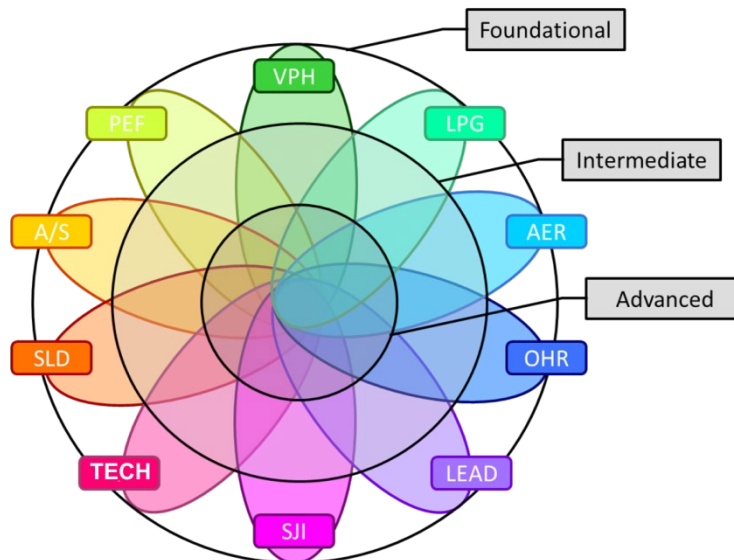 Foundational
VPH
PEF
LPG
Intermediate
A/S
AER
Advanced
SLD
OHR
TECH
LEAD
SJI